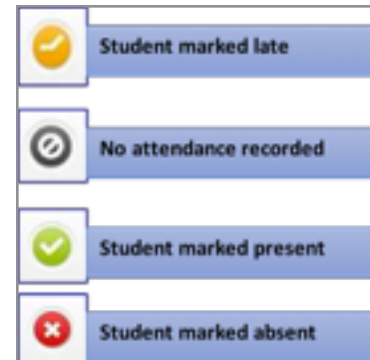 Student marked late
No attendance recorded
Student marked present
Student marked absent